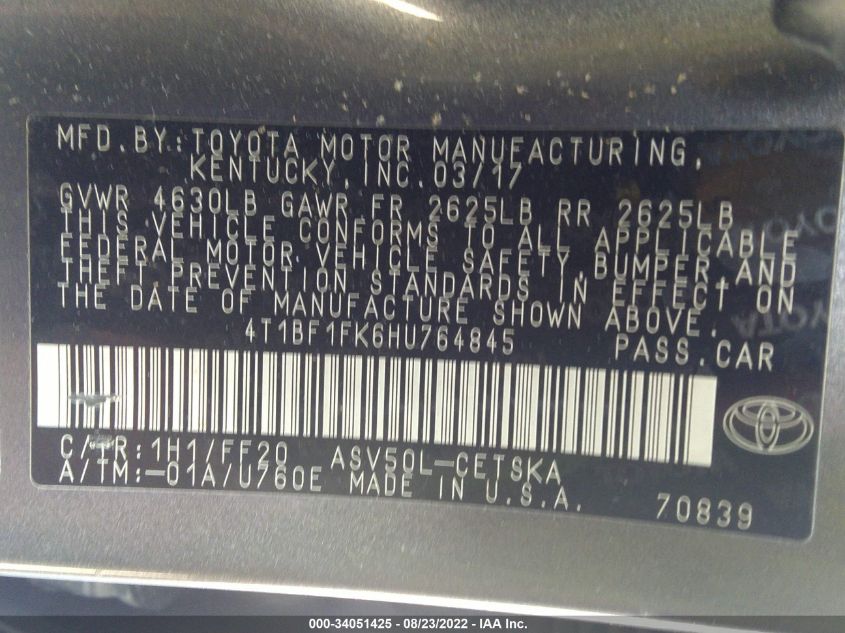 MFD.BY:TOYOTA MOTOR MANUFACTURING,
KENTUCKY,INC.03/17
GVWR 4630LB GAWR FR 2625LB RR 2625LB
THIS VEHICLE CONFORMS TO ALL APPLICABLE
FEDERAL MOTOR VEHICLE SAFETY,BUMPER AND
THEFT PREVENTION STANDARDS IN EFFECT ON
THE DATE OF MANUFACTURE SHOWN ABOVE.
4T1BF1FK6HU764845 PASS.CAR
C/TR:1H1/FF20 ASV50L-CETSKA
A/TM:-01A/U760E MADE IN U.S.A. 70839
TOYOTA
000-34051425 - 08/23/2022 - IAA Inc.